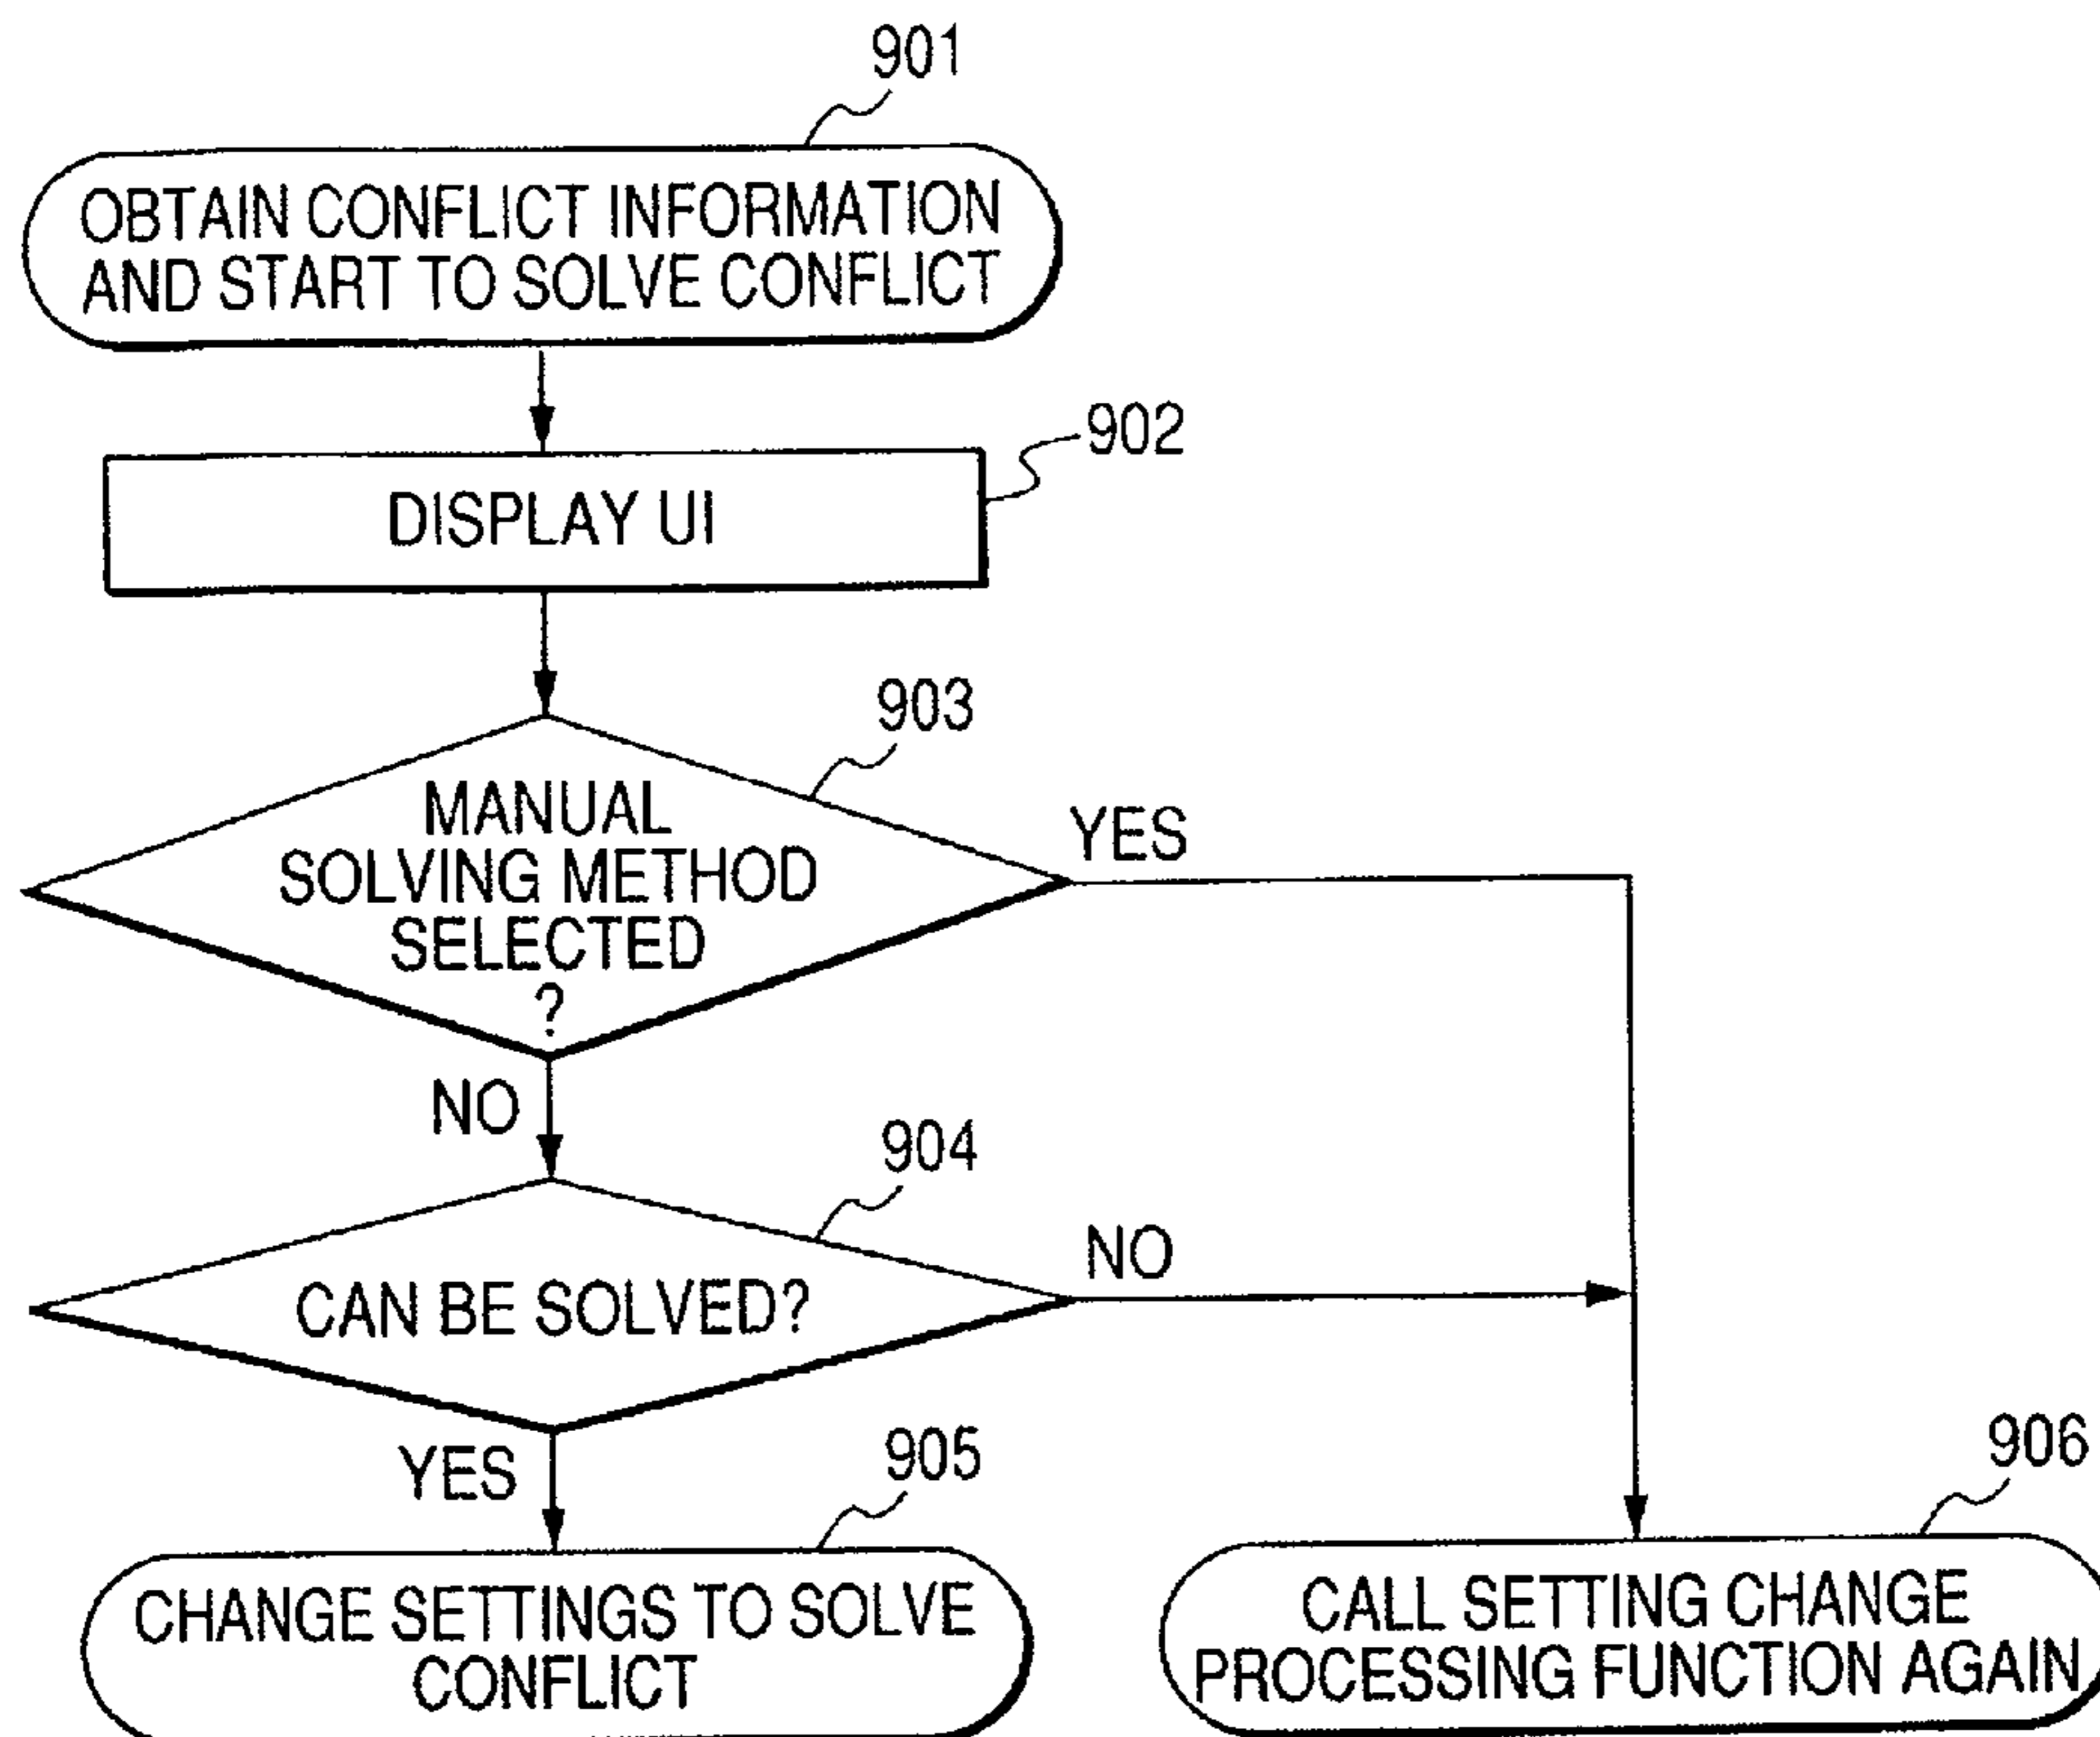 901
OBTAIN CONFLICT INFORMATION
AND START TO SOLVE CONFLICT
902
DISPLAY UI
903
MANUAL
SOLVING METHOD
SELECTED
?
YES
NO
904
CAN BE SOLVED?
NO
YES
905
CHANGE SETTINGS TO SOLVE
CONFLICT
906
CALL SETTING CHANGE
PROCESSING FUNCTION AGAIN